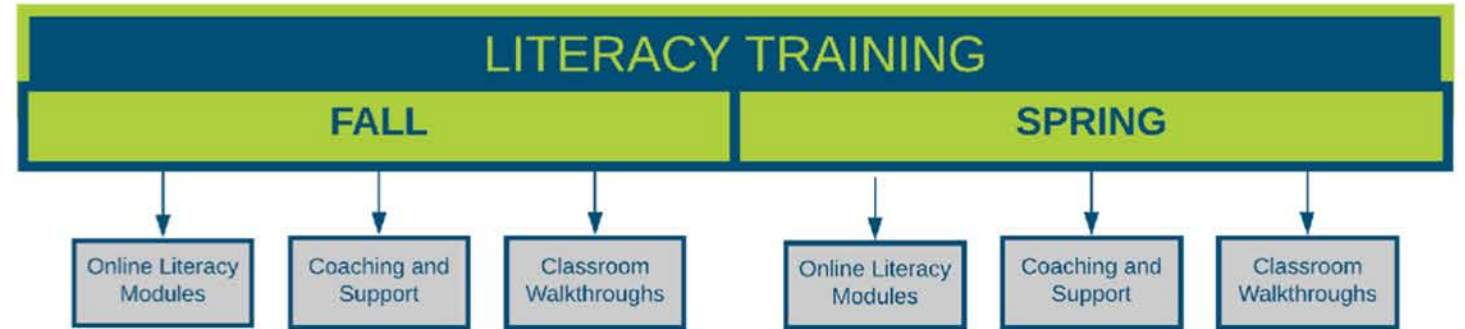 LITERACY TRAINING
FALL
SPRING
Online Literacy
Modules
Coaching and
Support
Classroom
Walkthroughs
Online Literacy
Modules
Coaching and
Support
Classroom
Walkthroughs